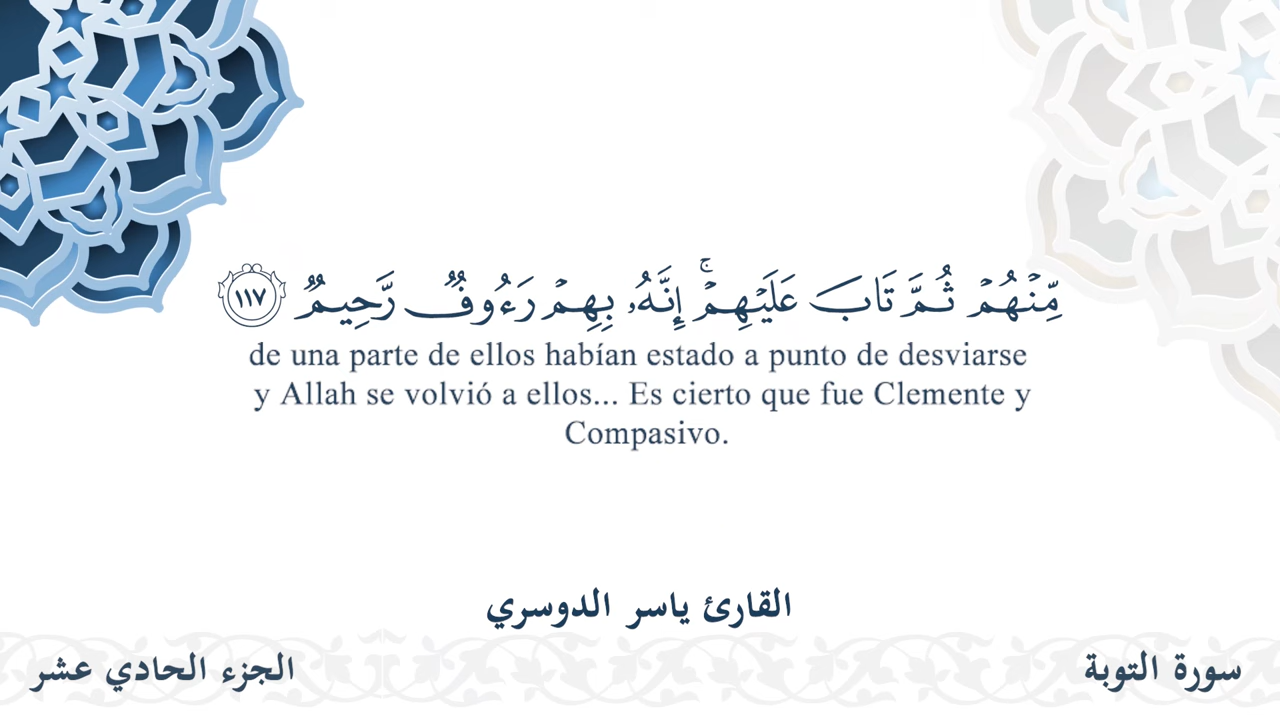 مِّنۡهُمۡ ثُمَّ تَابَ عَلَيۡهِمۡۚ إِنَّهُۥ بِهِمۡ رَءُوفٞ رَّحِيمٞ ١١٧
de una parte de ellos habían estado a punto de desviarse
y Allah se volvió a ellos... Es cierto que fue Clemente y
Compasivo.
القارئ ياسر الدوسري
سورة التوبة
الجزء الحادي عشر